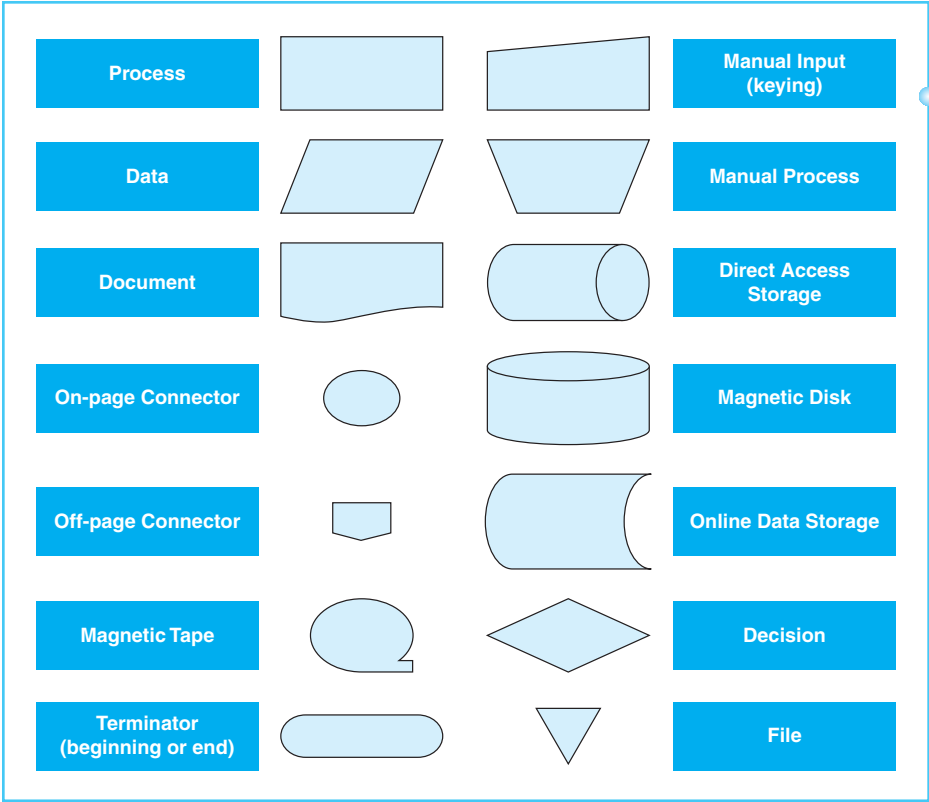 Process
Manual Input
(keying)
Data
Manual Process
Document
Direct Access
Storage
On-page Connector
Magnetic Disk
Off-page Connector
Online Data Storage
Magnetic Tape
Decision
Terminator
(beginning or end)
File